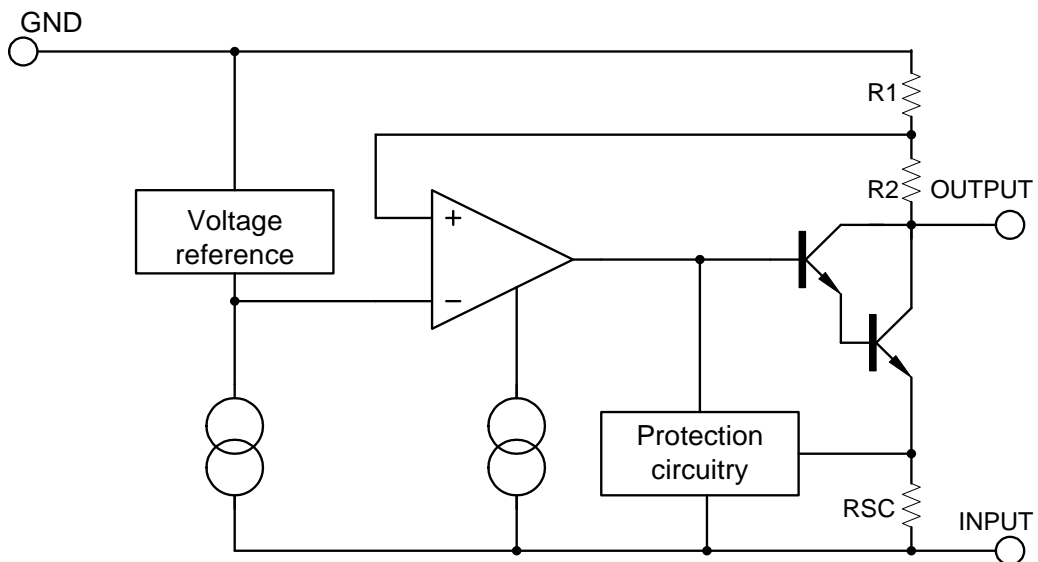 GND
R1
R2
OUTPUT
Voltage
reference
+
−
Protection
circuitry
RSC
INPUT